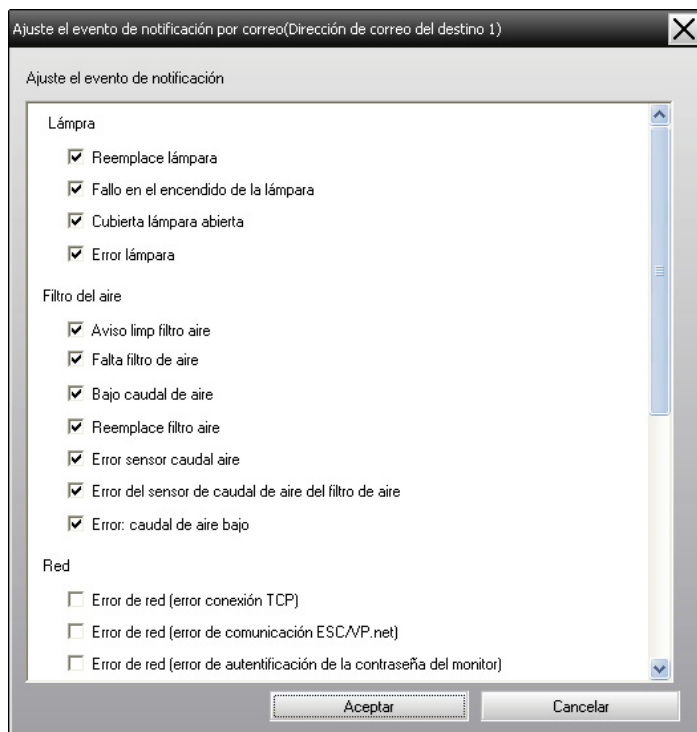 Ajuste el evento de notificación por correo(Dirección de correo del destino 1)
Ajuste el evento de notificación
Lámpra
Reemplace lámpara
Fallo en el encendido de la lámpara
Cubierta lámpara abierta
Error lámpara
Filtro del aire
Aviso limp filtro aire
Falta filtro de aire
Bajo caudal de aire
Reemplace filtro aire
Error sensor caudal aire
Error del sensor de caudal de aire del filtro de aire
Error: caudal de aire bajo
Red
Error de red (error conexión TCP)
Error de red (error de comunicación ESC/VP.net)
Error de red (error de autentificación de la contraseña del monitor)
Aceptar
Cancelar